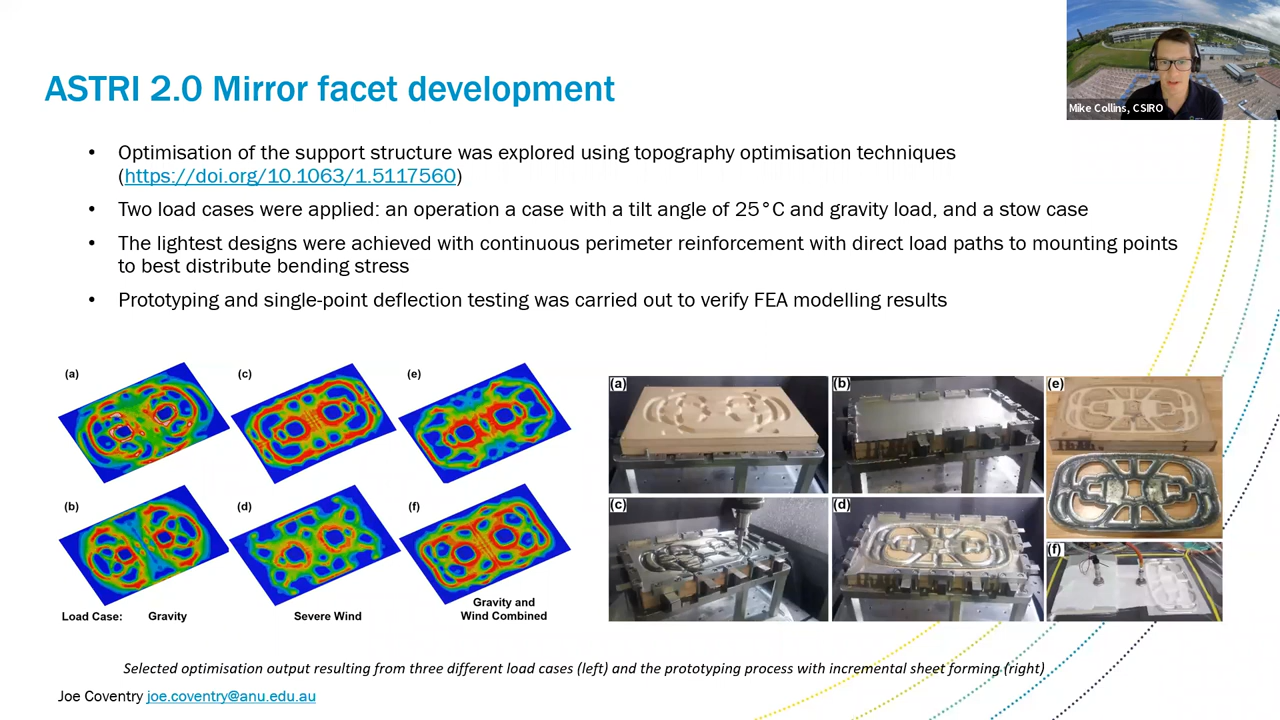 Mike Collins, CSIRO
ASTRI 2.0 Mirror facet development
• Optimisation of the support structure was explored using topography optimisation techniques
(https://doi.org/10.1063/1.5117560)
• Two load cases were applied: an operation a case with a tilt angle of 25°C and gravity load, and a stow case
• The lightest designs were achieved with continuous perimeter reinforcement with direct load paths to mounting points
to best distribute bending stress
• Prototyping and single-point deflection testing was carried out to verify FEA modelling results
(a) (c) (e)
(b) (d) (f)
Load Case: Gravity Severe Wind Gravity and
Wind Combined
(a) (b) (e)
(c) (d) (f)
Selected optimisation output resulting from three different load cases (left) and the prototyping process with incremental sheet forming (right)
Joe Coventry joe.coventry@anu.edu.au